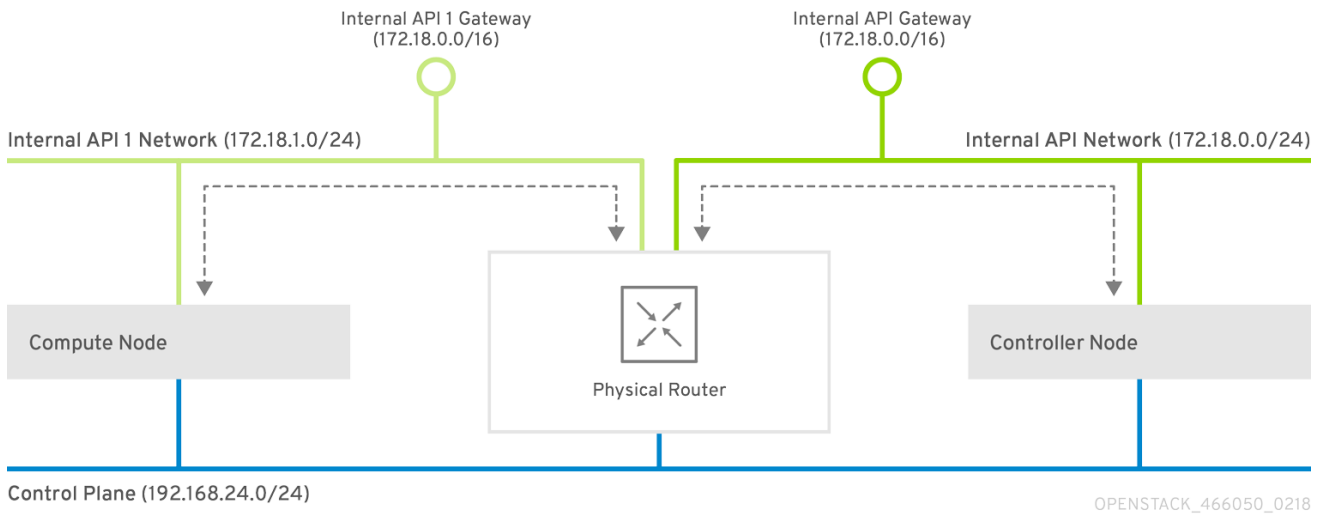 Internal API 1 Gateway
(172.18.0.0/16)
Internal API Gateway
(172.18.0.0/16)
Internal API 1 Network (172.18.1.0/24)
Internal API Network (172.18.0.0/24)
Compute Node
Physical Router
Controller Node
Control Plane (192.168.24.0/24)
OPENSTACK_466050_0218